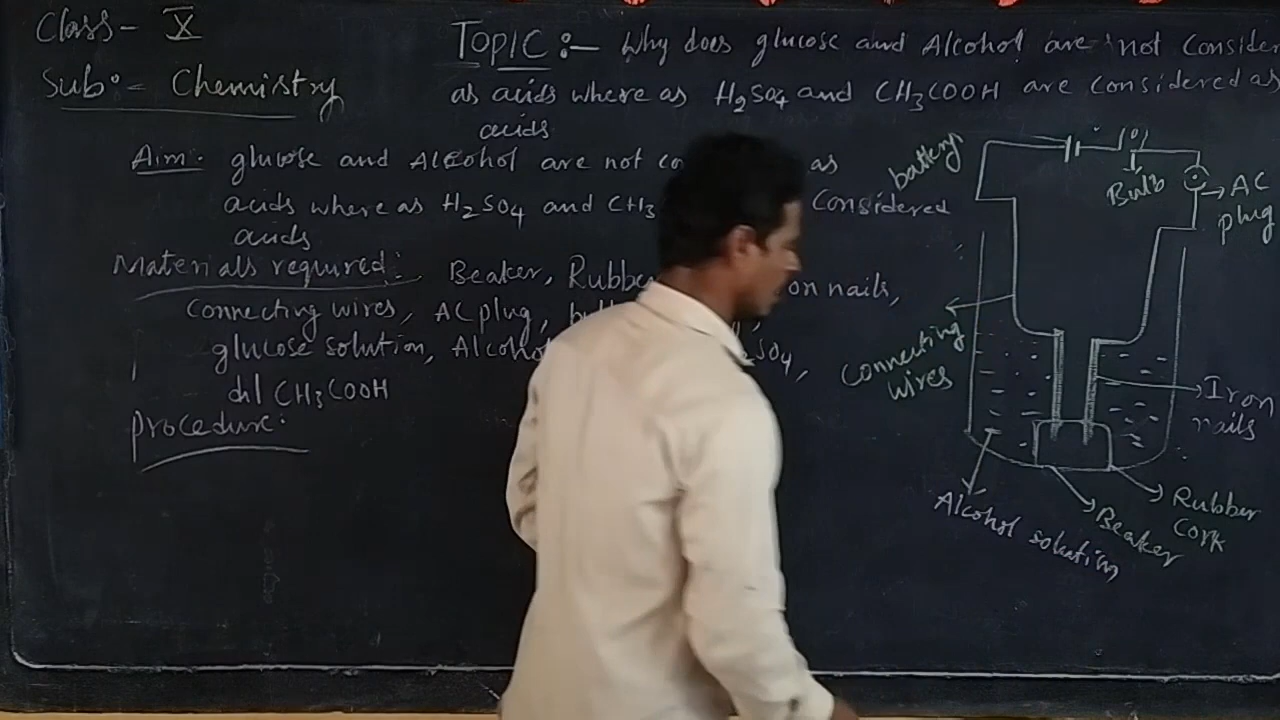 Class - X
Sub:- Chemistry
Topic:- Why does glucose and Alcohol are not Consider
as acids where as H2SO4 and CH3COOH are considered as
acids
Aim: glucose and Alcohol are not as
acids where as H2SO4 and CH3 Considered
acids
Materials required:- Beaker, Rubber on nails,
Connecting wires, AC plug,
glucose solution, Alcohol SO4,
dil CH3COOH
procedure:
battery
Bulb
AC
plug
Connecting
wires
Iron
nails
Rubber
Cork
Beaker
Alcohol solution